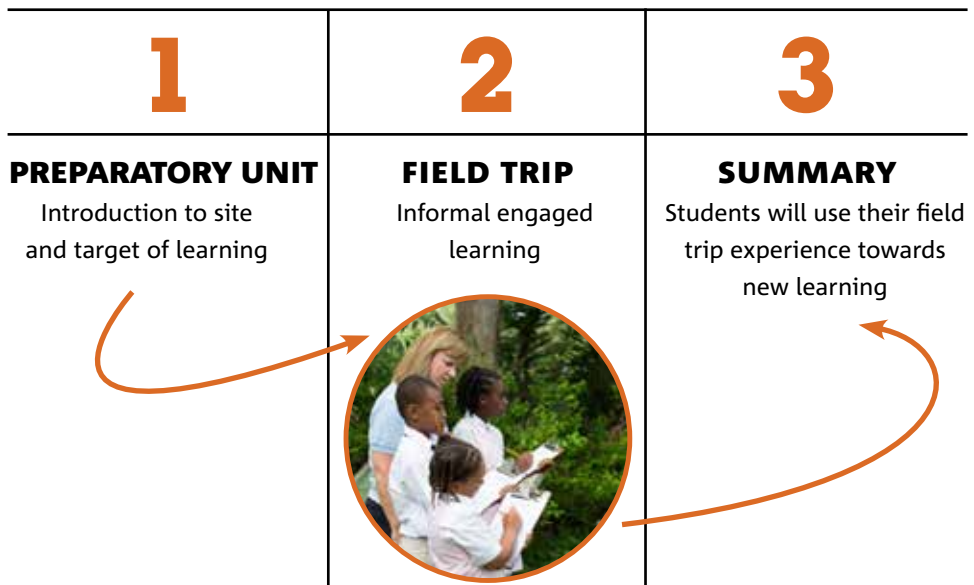 1
2
3
PREPARATORY UNIT
Introduction to site
and target of learning
FIELD TRIP
Informal engaged
learning
SUMMARY
Students will use their field
trip experience towards
new learning